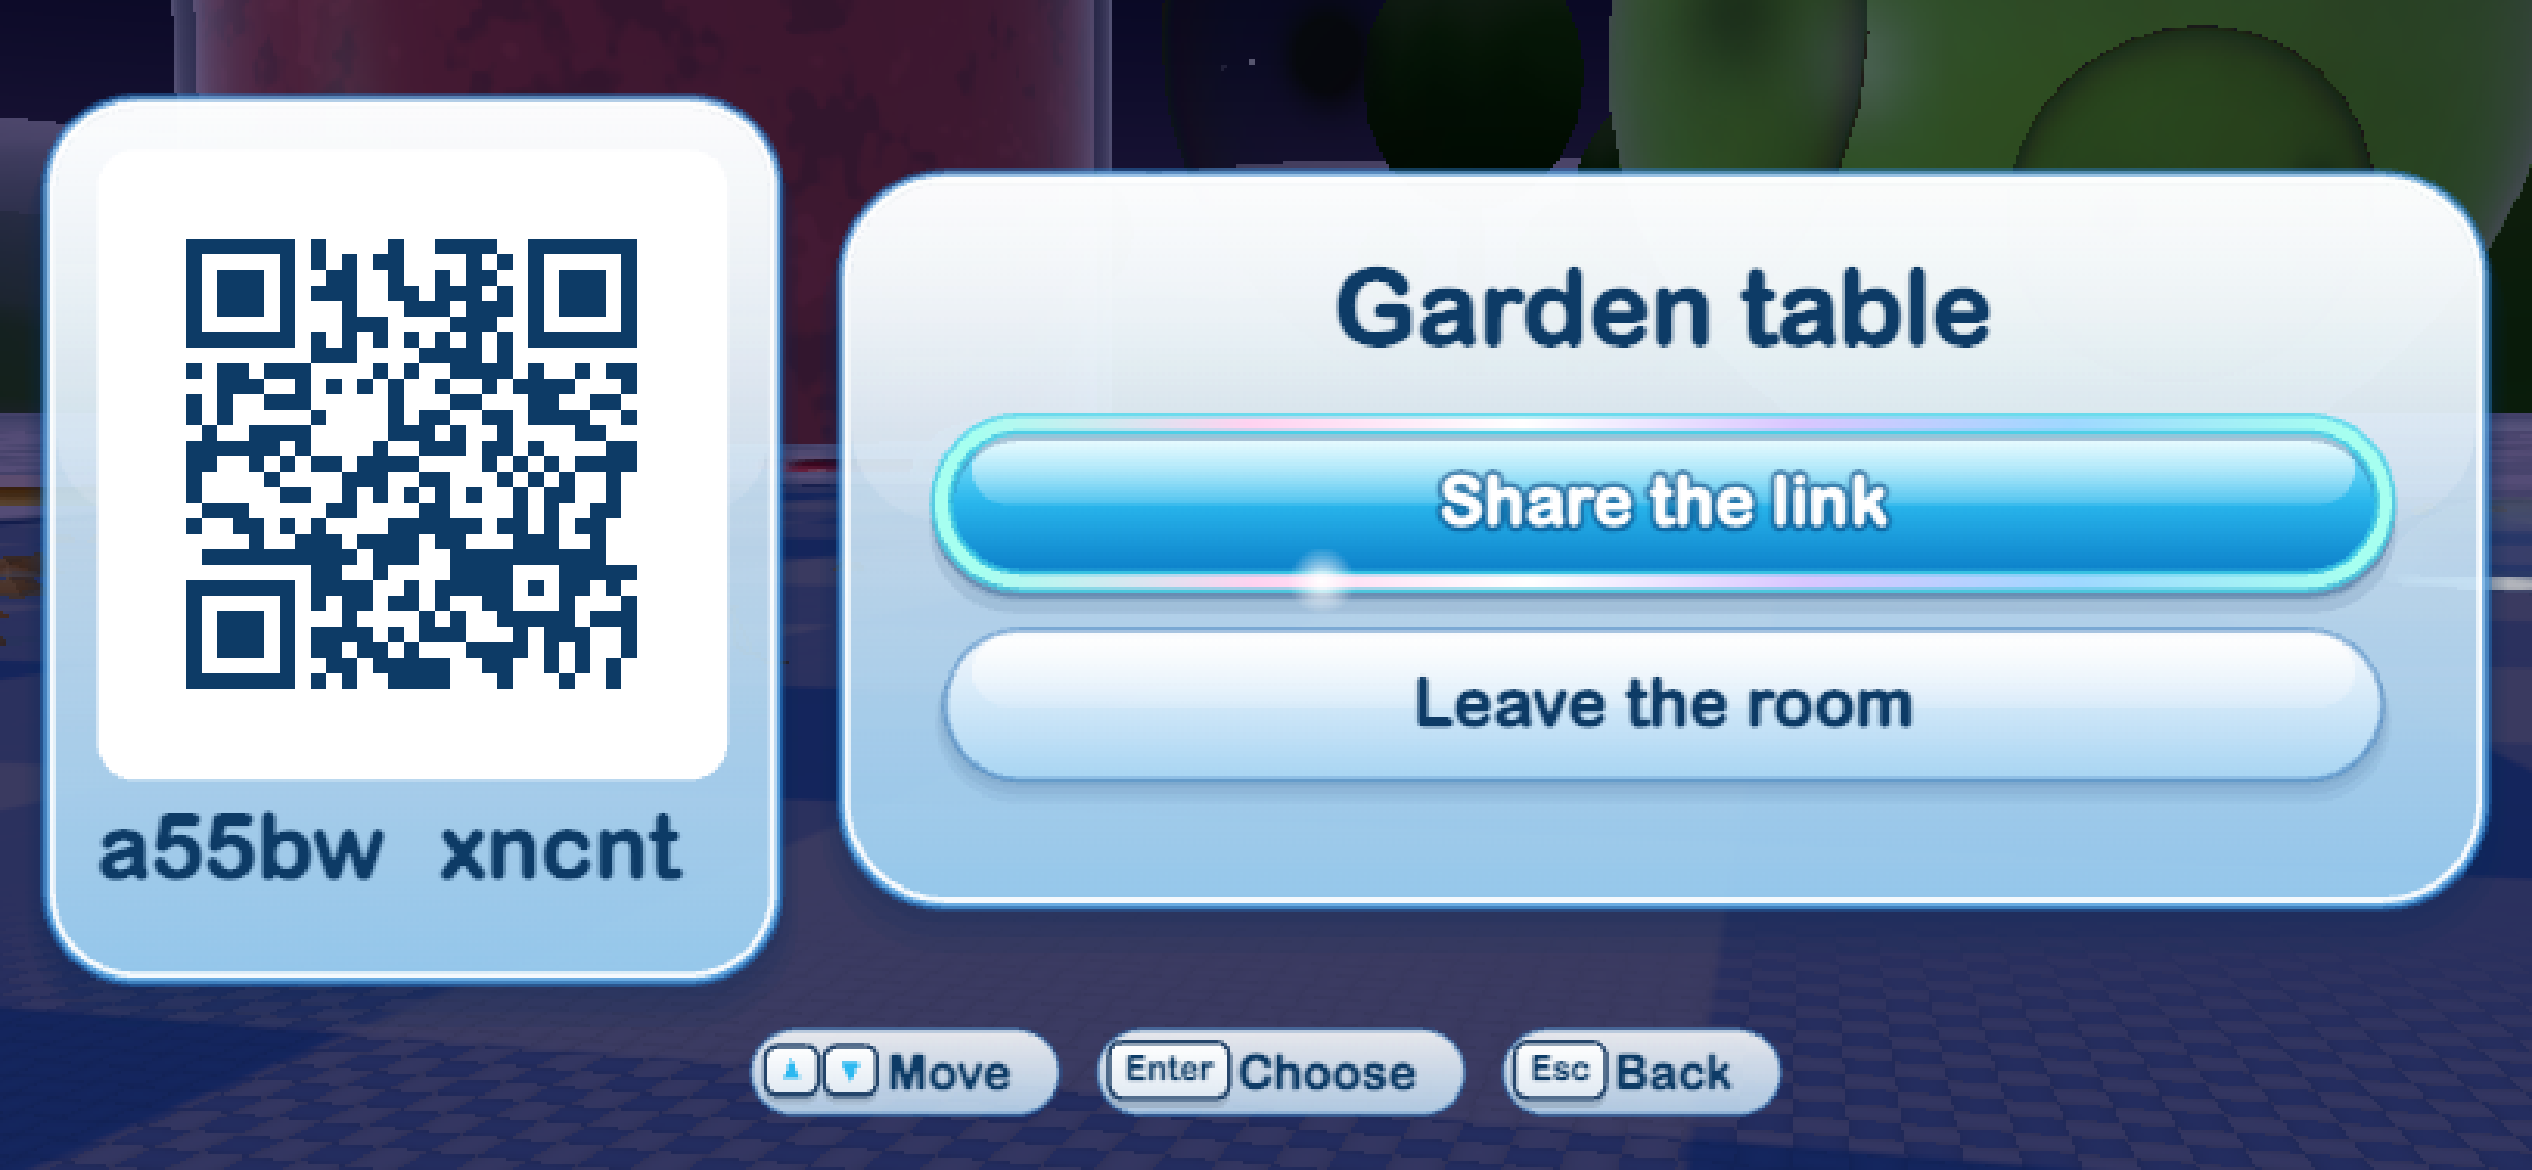 a55bw xncnt
Garden table
Share the link
Leave the room
Move
Enter Choose
Esc Back